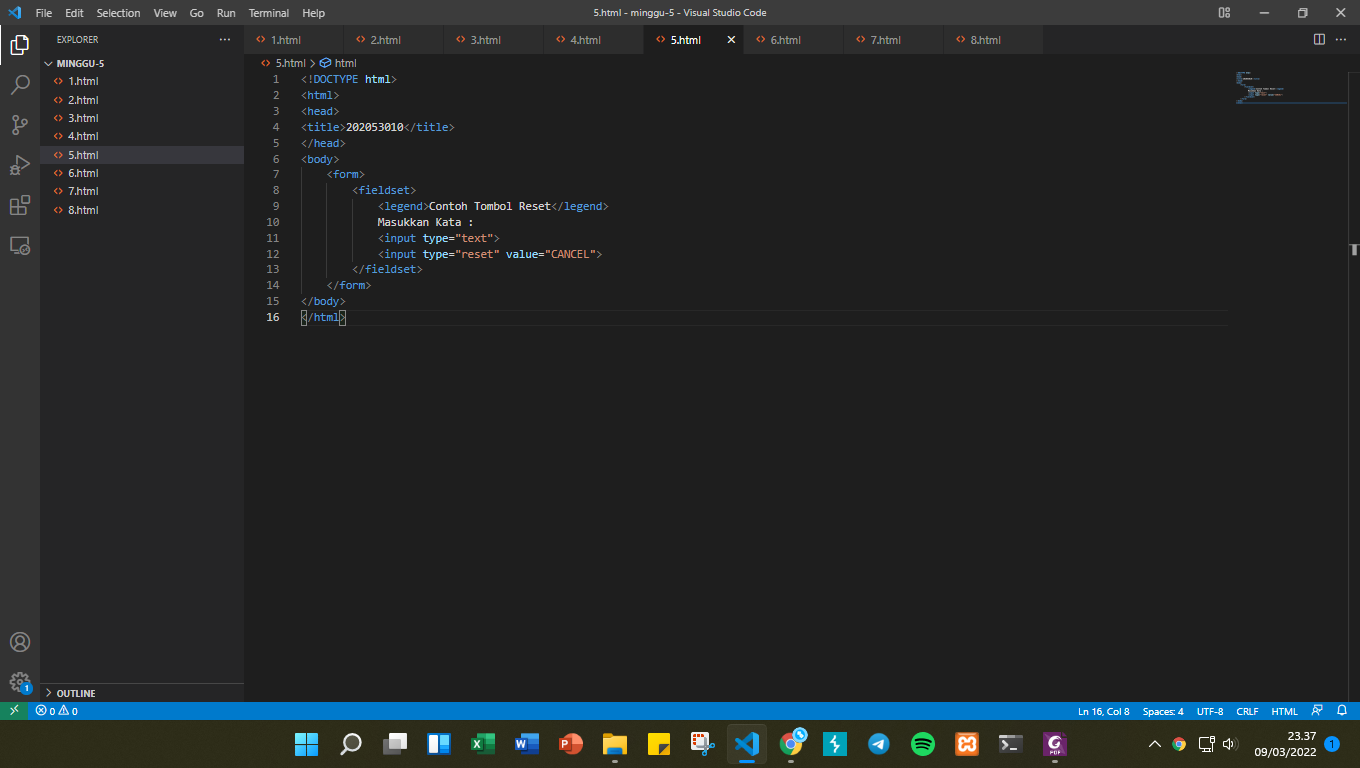 File Edit Selection View Go Run Terminal Help 5.html - minggu-5 - Visual Studio Code
EXPLORER
MINGGU-5
1.html
2.html
3.html
4.html
5.html
6.html
7.html
8.html
OUTLINE
1.html 2.html 3.html 4.html 5.html 6.html 7.html 8.html
5.html > html
1 <!DOCTYPE html>
2 <html>
3 <head>
4 <title>202053010</title>
5 </head>
6 <body>
7 <form>
8 <fieldset>
9 <legend>Contoh Tombol Reset</legend>
10 Masukkan Kata :
11 <input type="text">
12 <input type="reset" value="CANCEL">
13 </fieldset>
14 </form>
15 </body>
16 </html>
1
0 0 Ln 16, Col 8 Spaces: 4 UTF-8 CRLF HTML
23.37
09/03/2022 1